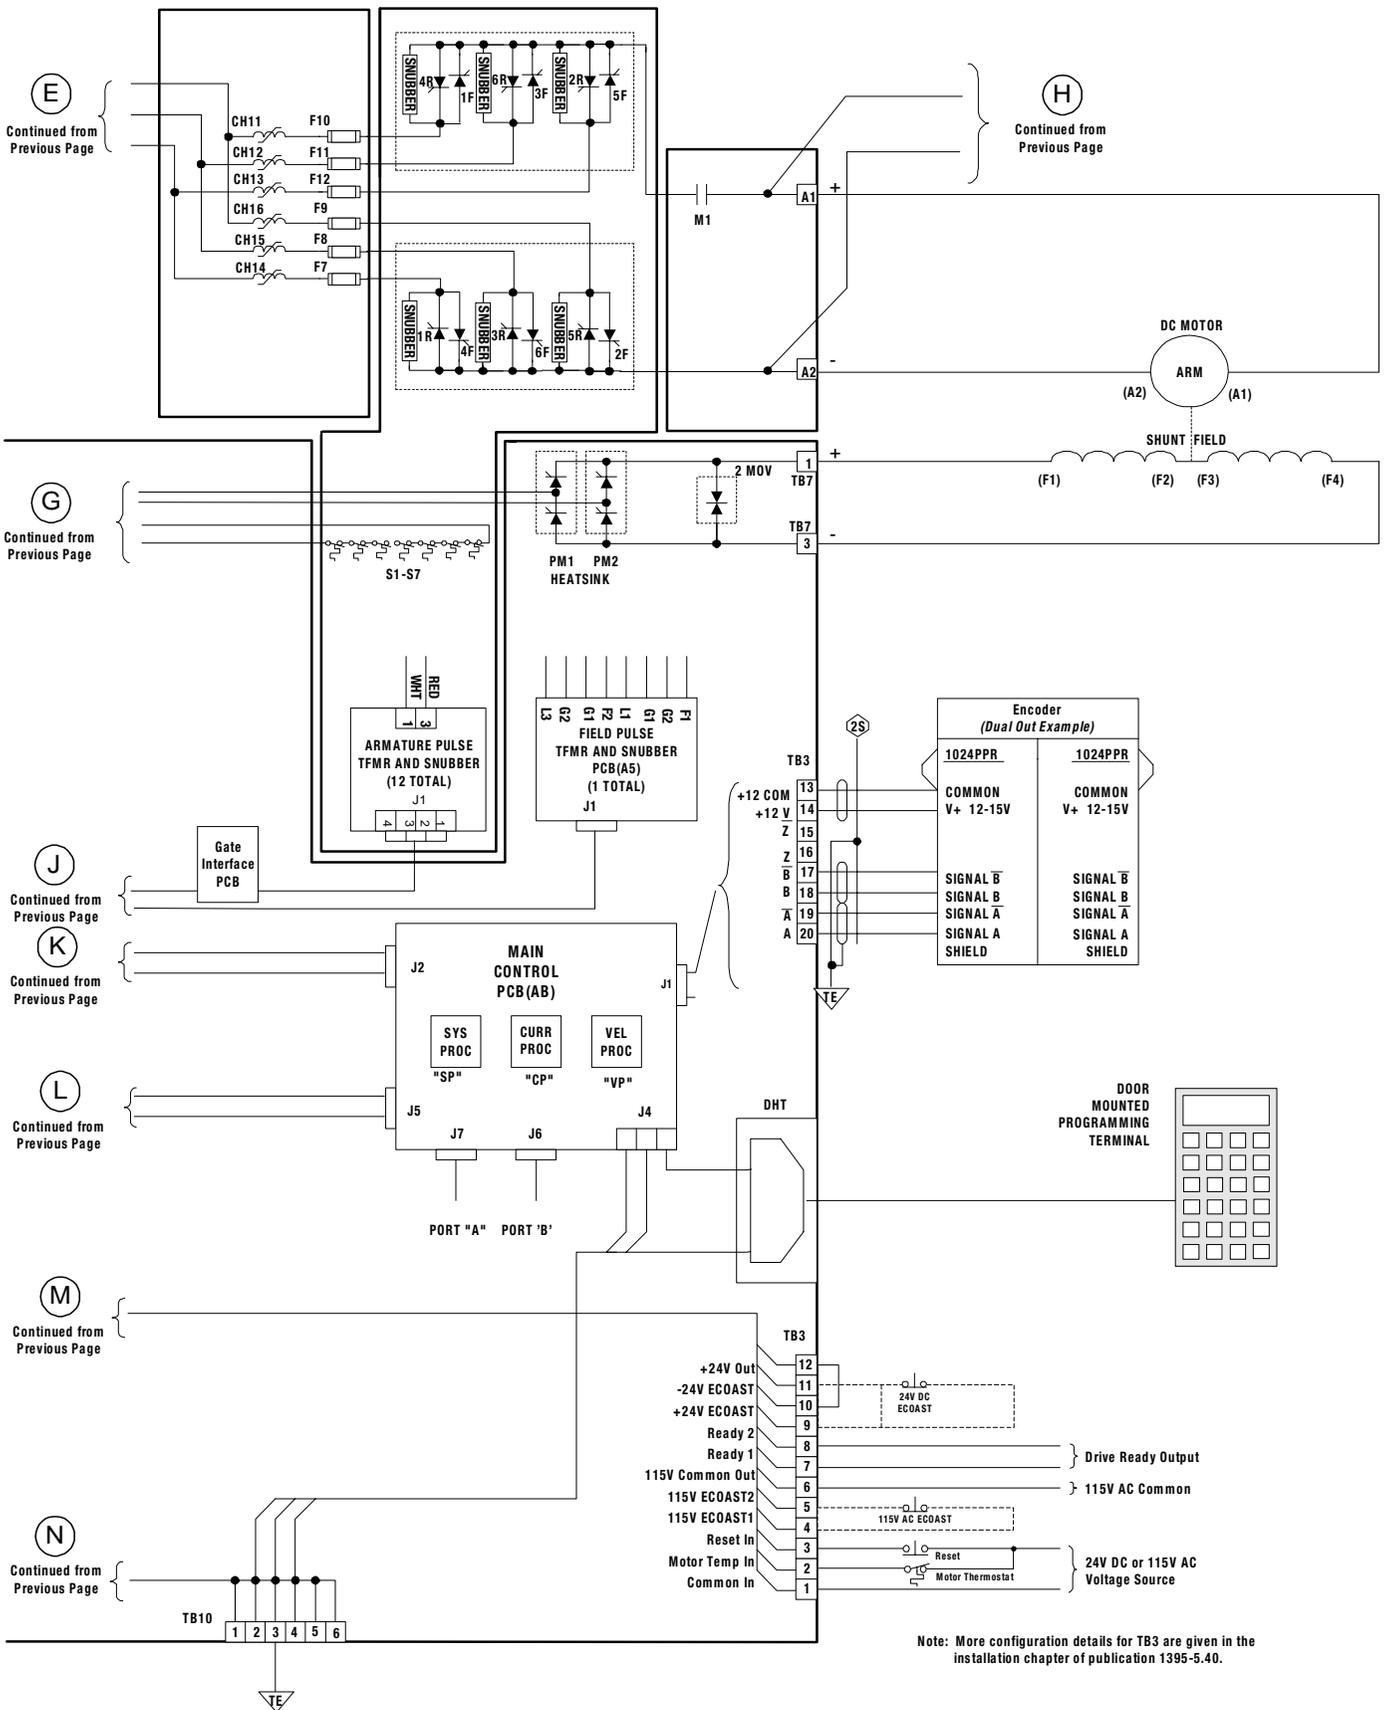 E
Continued from
Previous Page
CH11
F10
CH12
F11
CH13
F12
CH16
F9
CH15
F8
CH14
F7
SNUBBER
4R
1F
SNUBBER
6R
3F
SNUBBER
2R
5F
SNUBBER
1R
4F
SNUBBER
3R
6F
SNUBBER
5R
2F
M1
A1
+
A2
-
H
Continued from
Previous Page
DC MOTOR
ARM
(A2)
(A1)
SHUNT FIELD
(F1)
(F2)
(F3)
(F4)
G
Continued from
Previous Page
S1-S7
PM1
PM2
HEATSINK
2 MOV
1
+
TB7
TB7
3
-
WHT
RED
1
3
ARMATURE PULSE
TFMR AND SNUBBER
(12 TOTAL)
J1
4
3
2
1
L3
G2
G1
F2
L1
G1
G2
F1
FIELD PULSE
TFMR AND SNUBBER
PCB(A5)
(1 TOTAL)
J1
Gate
Interface
PCB
J
Continued from
Previous Page
K
Continued from
Previous Page
L
Continued from
Previous Page
MAIN
CONTROL
PCB(AB)
J2
J1
SYS
PROC
"SP"
CURR
PROC
"CP"
VEL
PROC
"VP"
J5
J7
J6
J4
PORT "A"
PORT 'B'
TB3
+12 COM
13
+12 V
14
Z̅
15
Z
16
B̅
17
B
18
A̅
19
A
20
2S
TE
Encoder
(Dual Out Example)
1024PPR
1024PPR
COMMON
COMMON
V+ 12-15V
V+ 12-15V
SIGNAL B̅
SIGNAL B̅
SIGNAL B
SIGNAL B
SIGNAL A̅
SIGNAL A̅
SIGNAL A
SIGNAL A
SHIELD
SHIELD
DHT
DOOR
MOUNTED
PROGRAMMING
TERMINAL
M
Continued from
Previous Page
TB3
12
+24V Out
11
-24V ECOAST
10
+24V ECOAST
9
Ready 2
8
Ready 1
7
115V Common Out
6
115V ECOAST2
5
115V ECOAST1
4
Reset In
3
Motor Temp In
2
Common In
1
24V DC
ECOAST
Drive Ready Output
115V AC Common
115V AC ECOAST
Reset
Motor Thermostat
24V DC or 115V AC
Voltage Source
N
Continued from
Previous Page
TB10
1
2
3
4
5
6
TE
Note: More configuration details for TB3 are given in the
installation chapter of publication 1395-5.40.